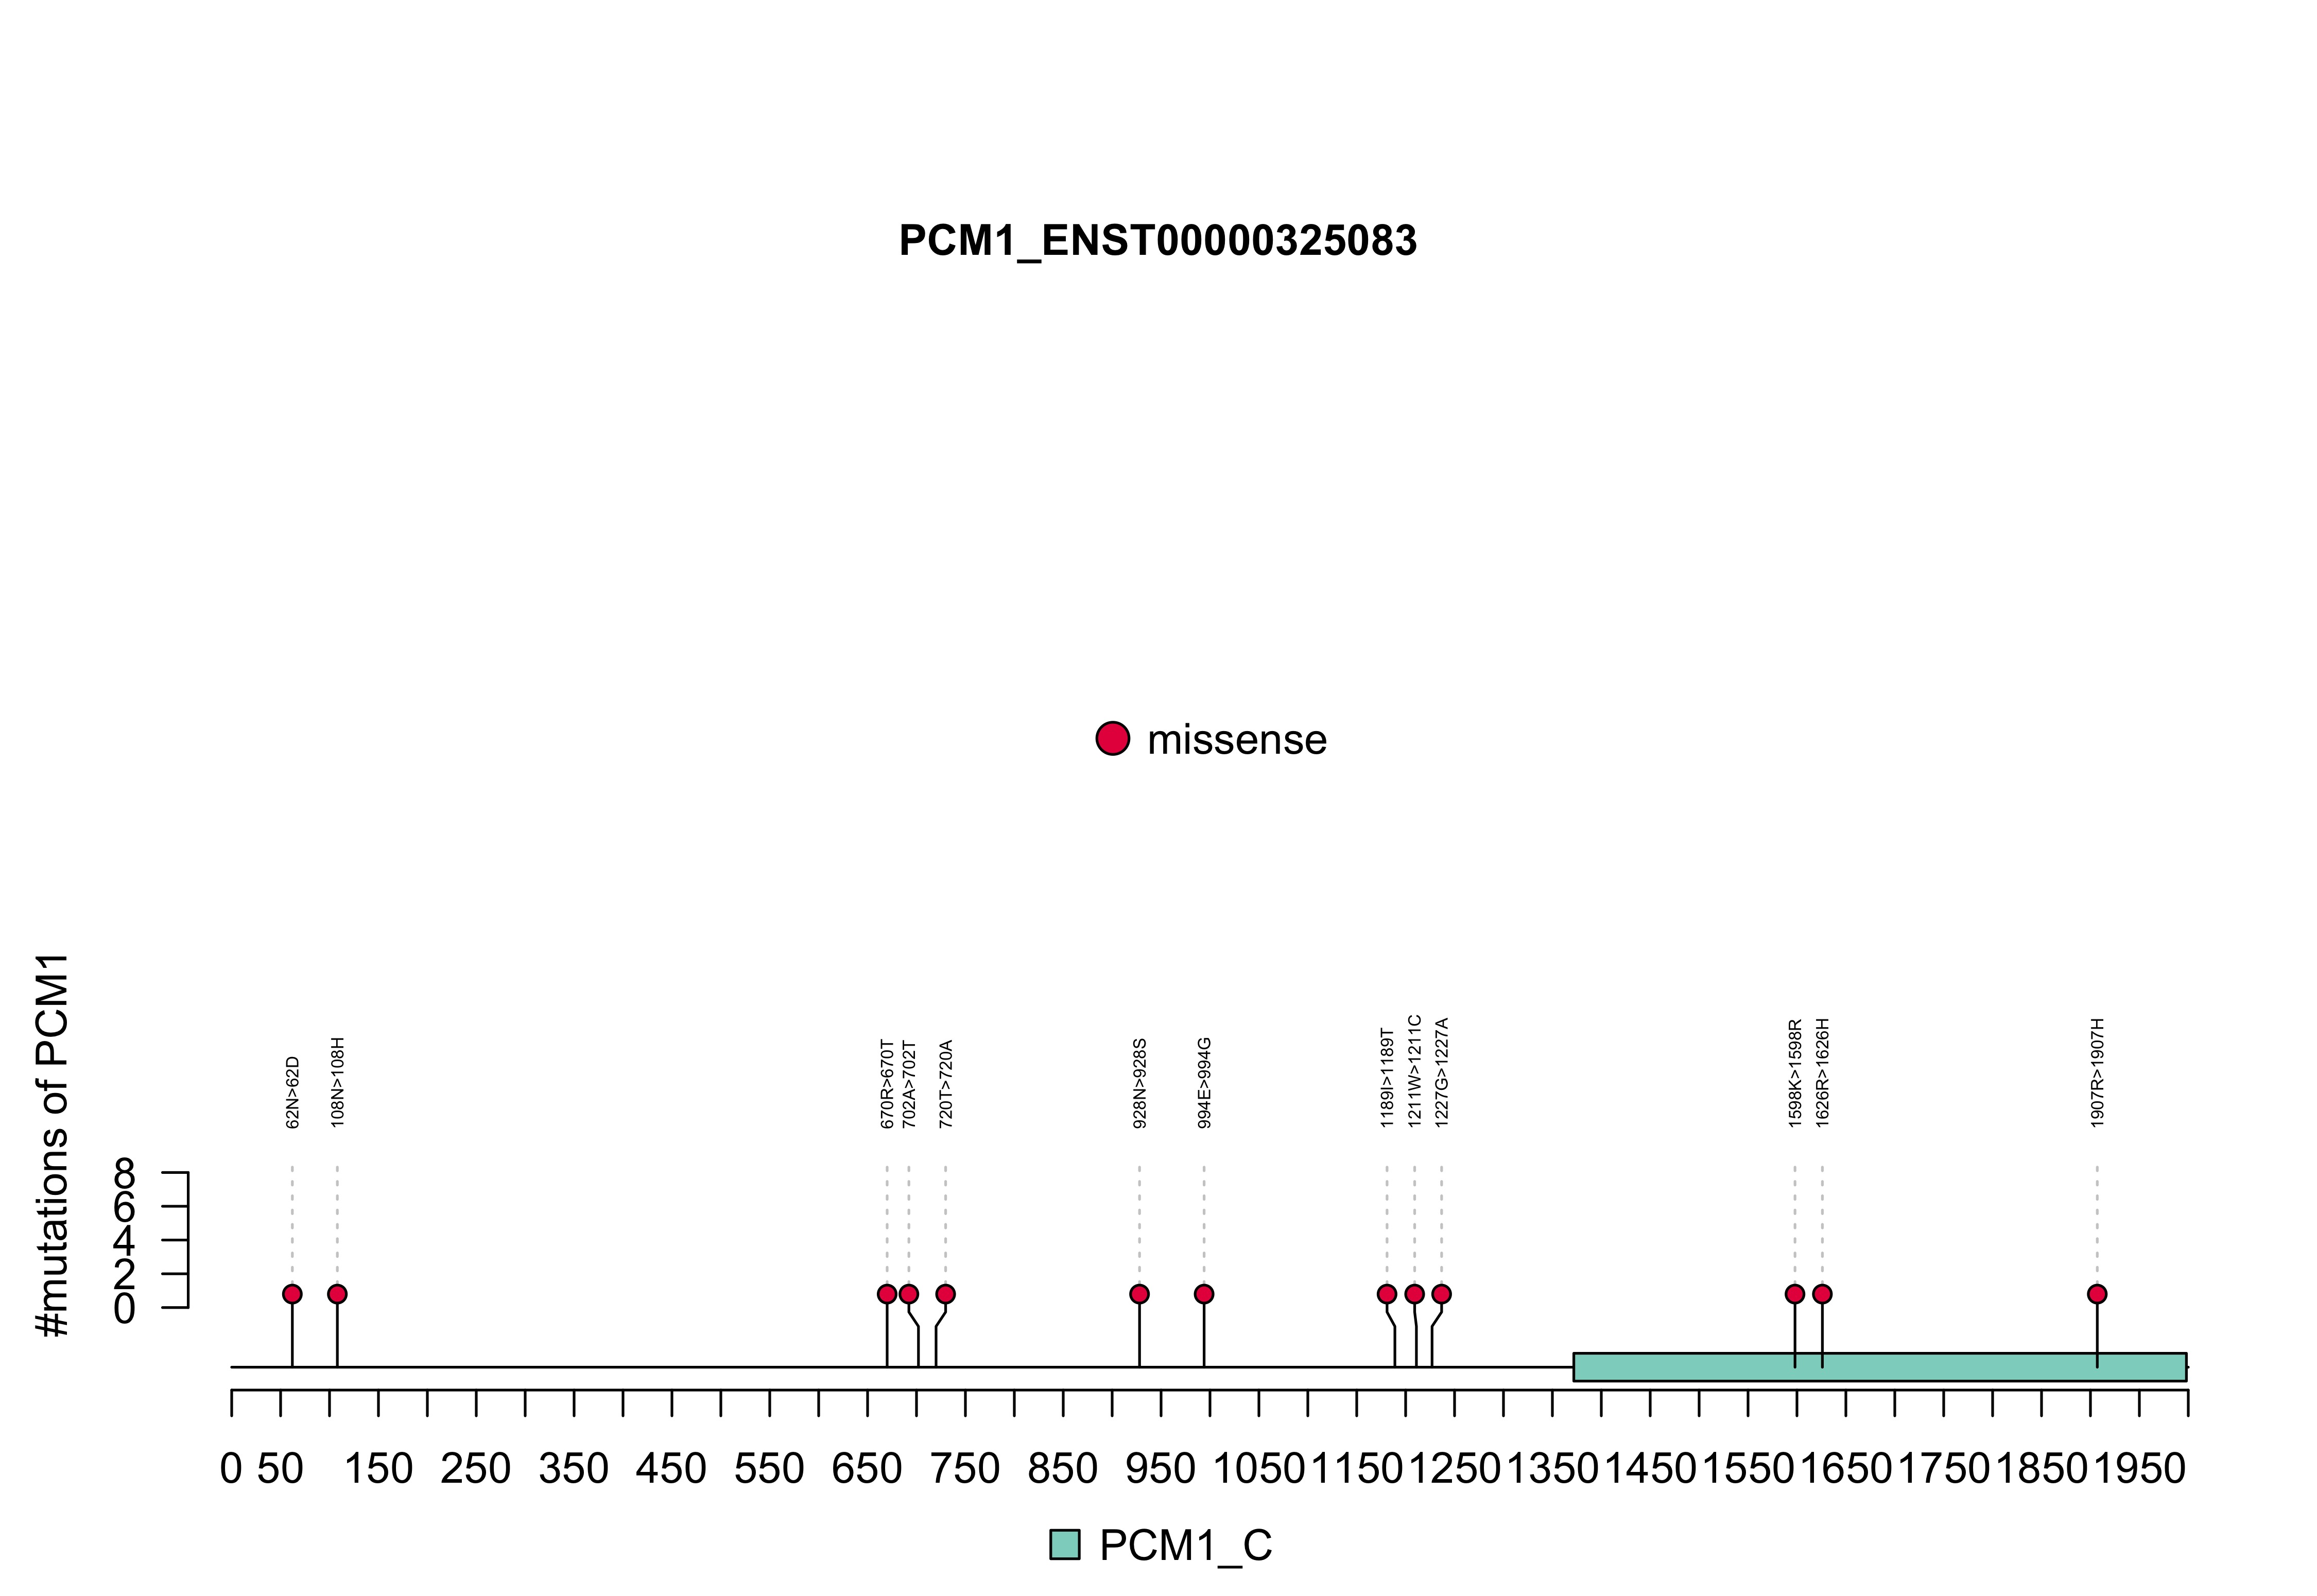 PCM1_ENST00000325083
missense
#mutations of PCM1
62N>62D
108N>108H
670R>670T
702A>702T
720T>720A
928N>928S
994E>994G
1189I>1189T
1211W>1211C
1227G>1227A
1598K>1598R
1626R>1626H
1907R>1907H
8
6
4
2
0
0 50 150 250 350 450 550 650 750 850 950 1050 1150 1250 1350 1450 1550 1650 1750 1850 1950
PCM1_C